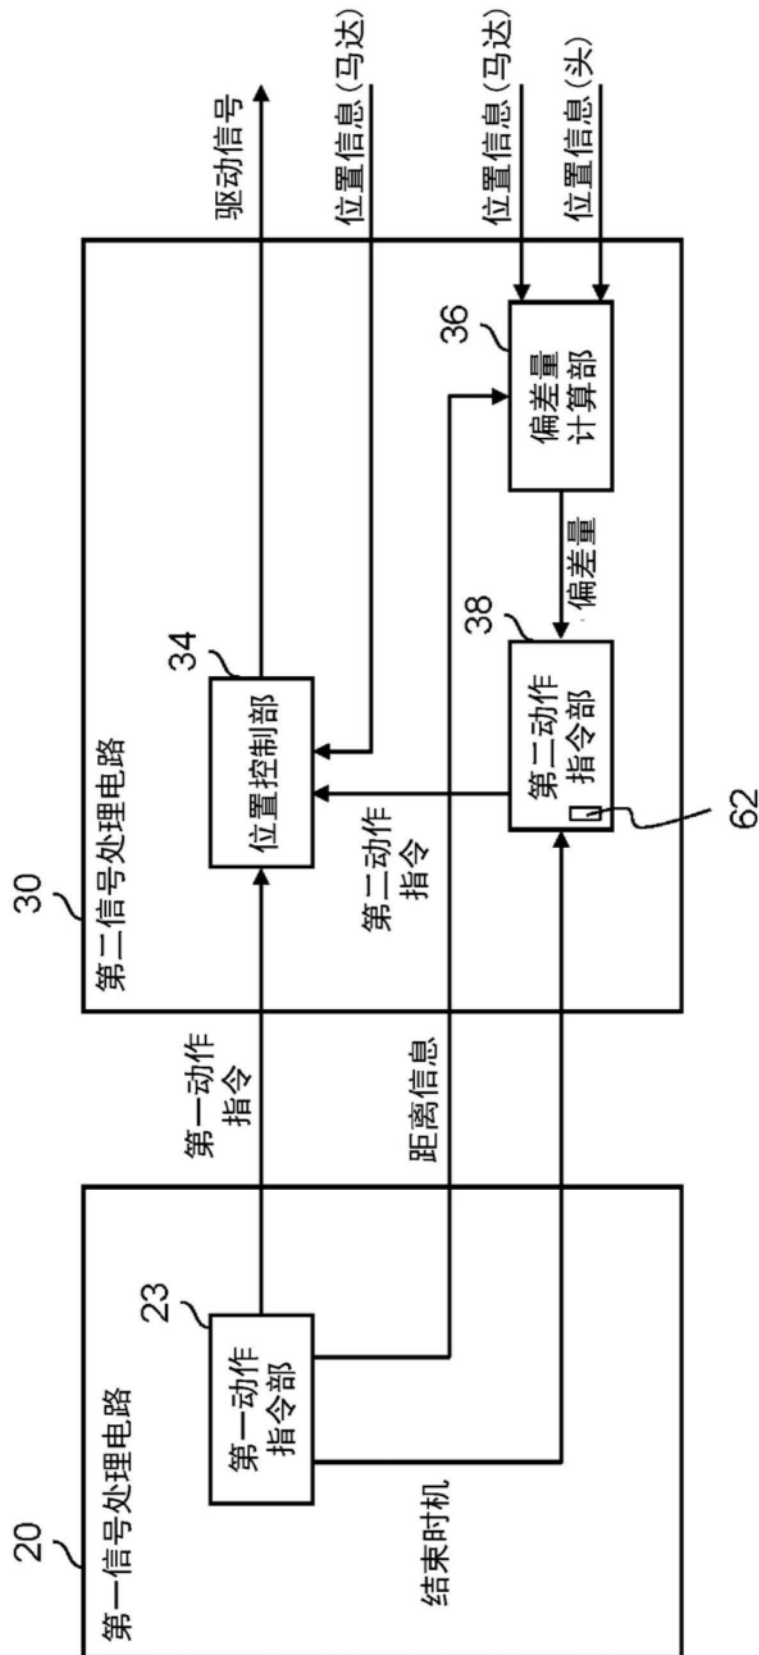 20
第一信号处理电路
23
第一动作
指令部
结束时机
第一动作
指令
距离信息
30
第二信号处理电路
34
位置控制部
第二动作
指令
38
第二动作
指令部
62
偏差量
36
偏差量
计算部
驱动信号
位置信息(马达)
位置信息(马达)
位置信息(头)